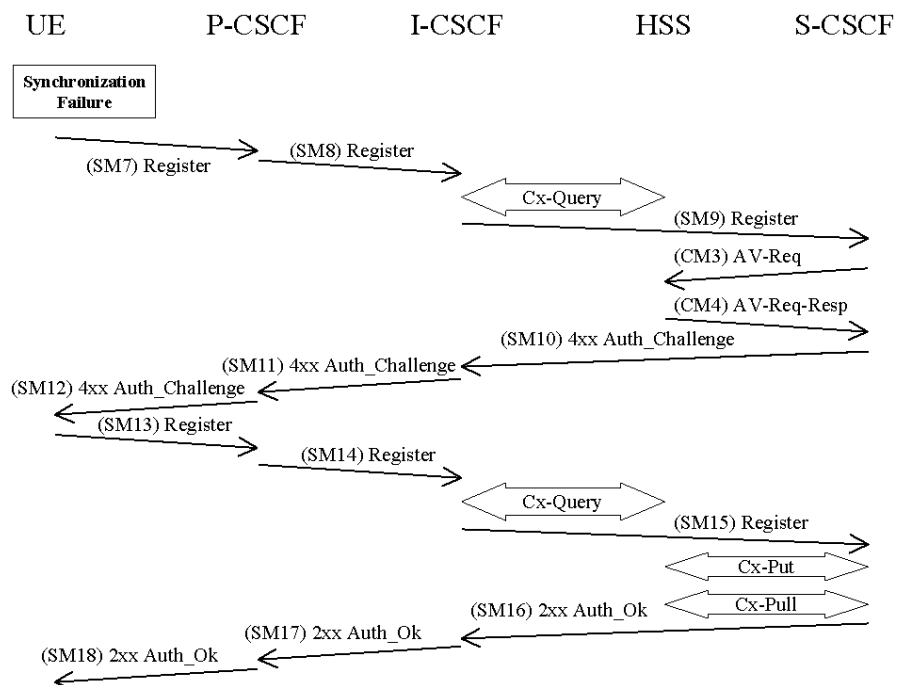 UE P-CSCF I-CSCF HSS S-CSCF
Synchronization
Failure
(SM7) Register
(SM8) Register
Cx-Query
(SM9) Register
(CM3) AV-Req
(CM4) AV-Req-Resp
(SM10) 4xx Auth_Challenge
(SM11) 4xx Auth_Challenge
(SM12) 4xx Auth_Challenge
(SM13) Register
(SM14) Register
Cx-Query
(SM15) Register
Cx-Put
Cx-Pull
(SM16) 2xx Auth_Ok
(SM17) 2xx Auth_Ok
(SM18) 2xx Auth_Ok